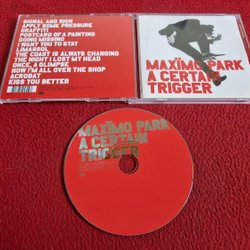 SIGNAL AND SIGN
APPLY SOME PRESSURE
GRAFFITI
POSTCARD OF A PAINTING
GOING MISSING
I WANT YOU TO STAY
LIMASSOL
THE COAST IS ALWAYS CHANGING
THE NIGHT I LOST MY HEAD
ONCE, A GLIMPSE
NOW I'M ALL OVER THE SHOP
ACROBAT
KISS YOU BETTER
MAXÏMO PARK
A CERTAIN
TRIGGER
MAXÏMO PARK
A CERTAIN
TRIGGER